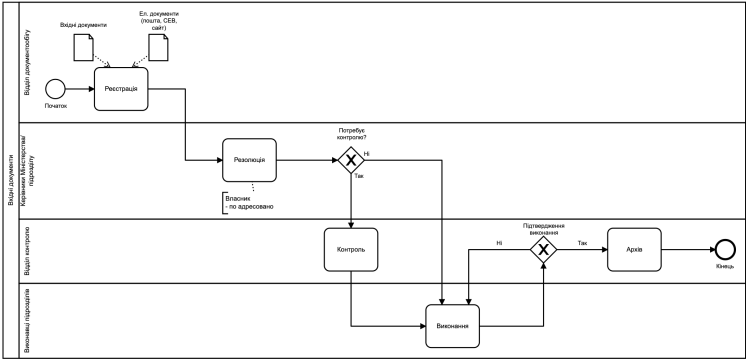 Вхідні документи
Відділ документообігу
Вхідні документи
Ел. документи
(пошта, СЕВ,
сайт)
Початок
Реєстрація
Керівники Міністерства/
підрозділу
Резолюція
Власник
- по адресовано
Потребує
контролю?
Ні
Так
Відділ контролю
Контроль
Підтвердження
виконання
Ні
Так
Архів
Кінець
Виконавці підрозділів
Виконання